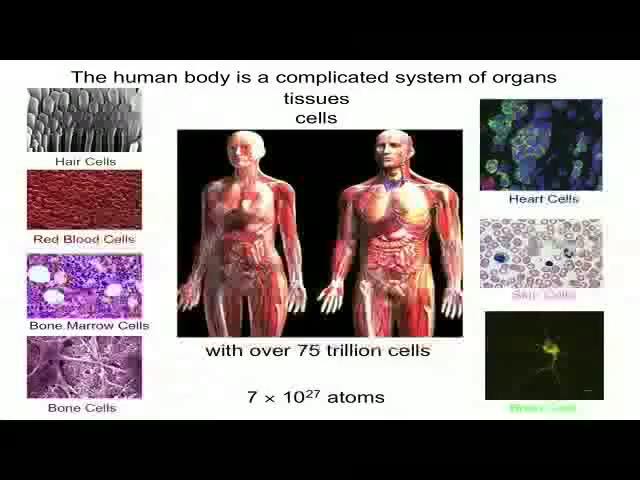 The human body is a complicated system of organs
tissues
cells
Hair Cells
Red Blood Cells
Bone Marrow Cells
Bone Cells
Heart Cells
Skin Cells
with over 75 trillion cells
7 × 10²⁷ atoms